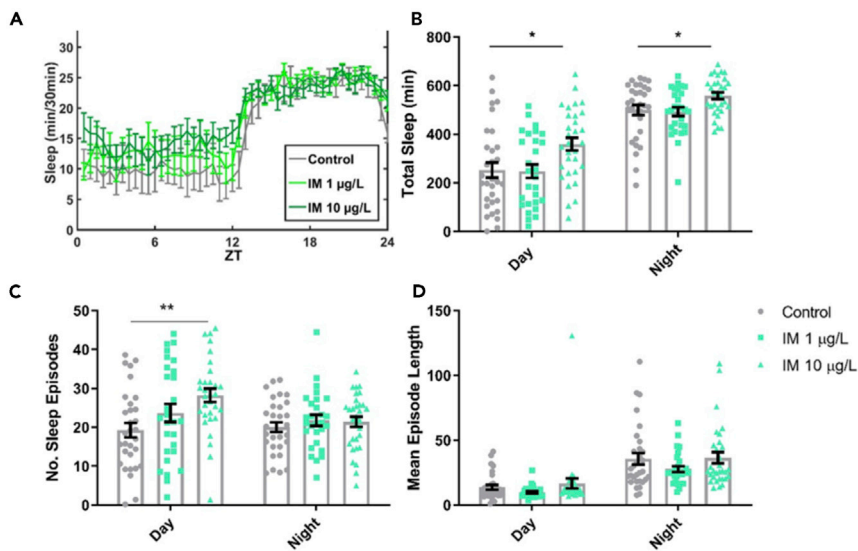 A
Sleep (min/30min)
30
25
20
15
10
5
0
0
6
12
18
24
ZT
Control
IM 1 µg/L
IM 10 µg/L
B
Total Sleep (min)
800
600
400
200
0
*
*
Day
Night
C
No. Sleep Episodes
50
40
30
20
10
0
**
Day
Night
D
Mean Episode Length
150
100
50
0
Day
Night
Control
IM 1 µg/L
IM 10 µg/L